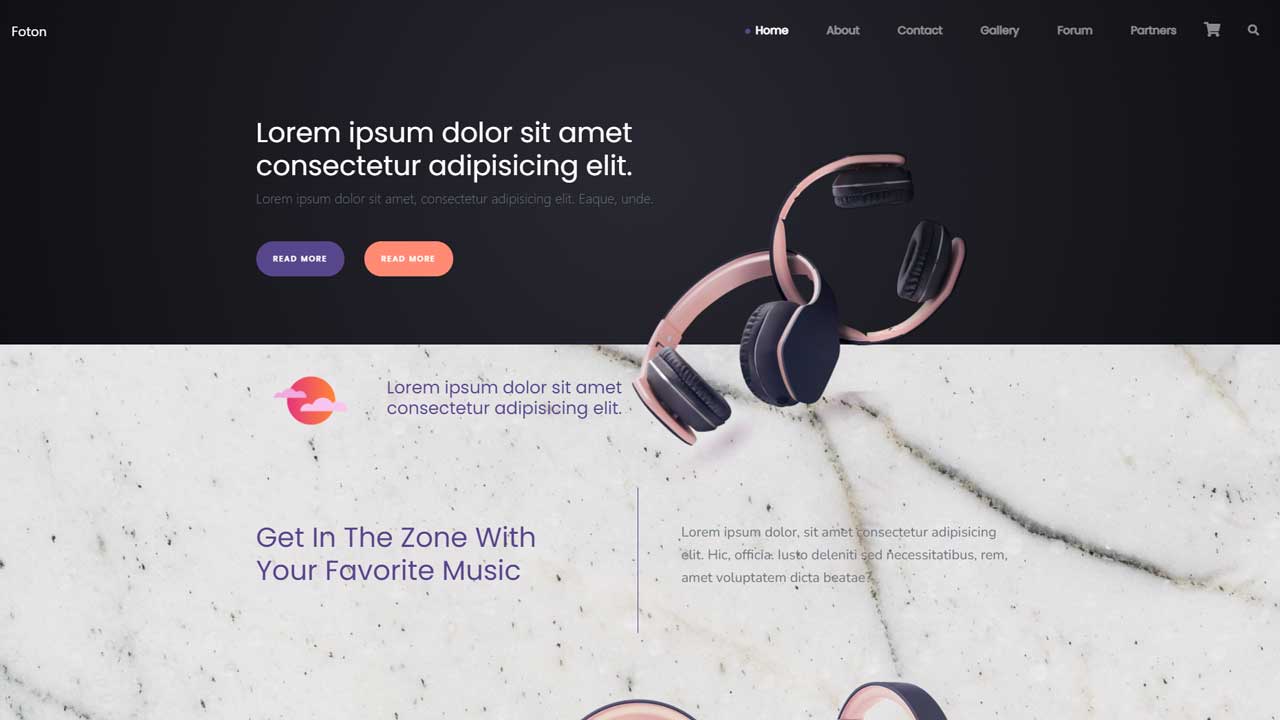 Foton
Home About Contact Gallery Forum Partners
Lorem ipsum dolor sit amet
consectetur adipisicing elit.
Lorem ipsum dolor sit amet, consectetur adipisicing elit. Eaque, unde.
READ MORE READ MORE
Lorem ipsum dolor sit amet
consectetur adipisicing elit.
Get In The Zone With
Your Favorite Music
Lorem ipsum dolor, sit amet consectetur adipisicing
elit. Hic, officia. Iusto deleniti sed necessitatibus, rem,
amet voluptatem dicta beatae?